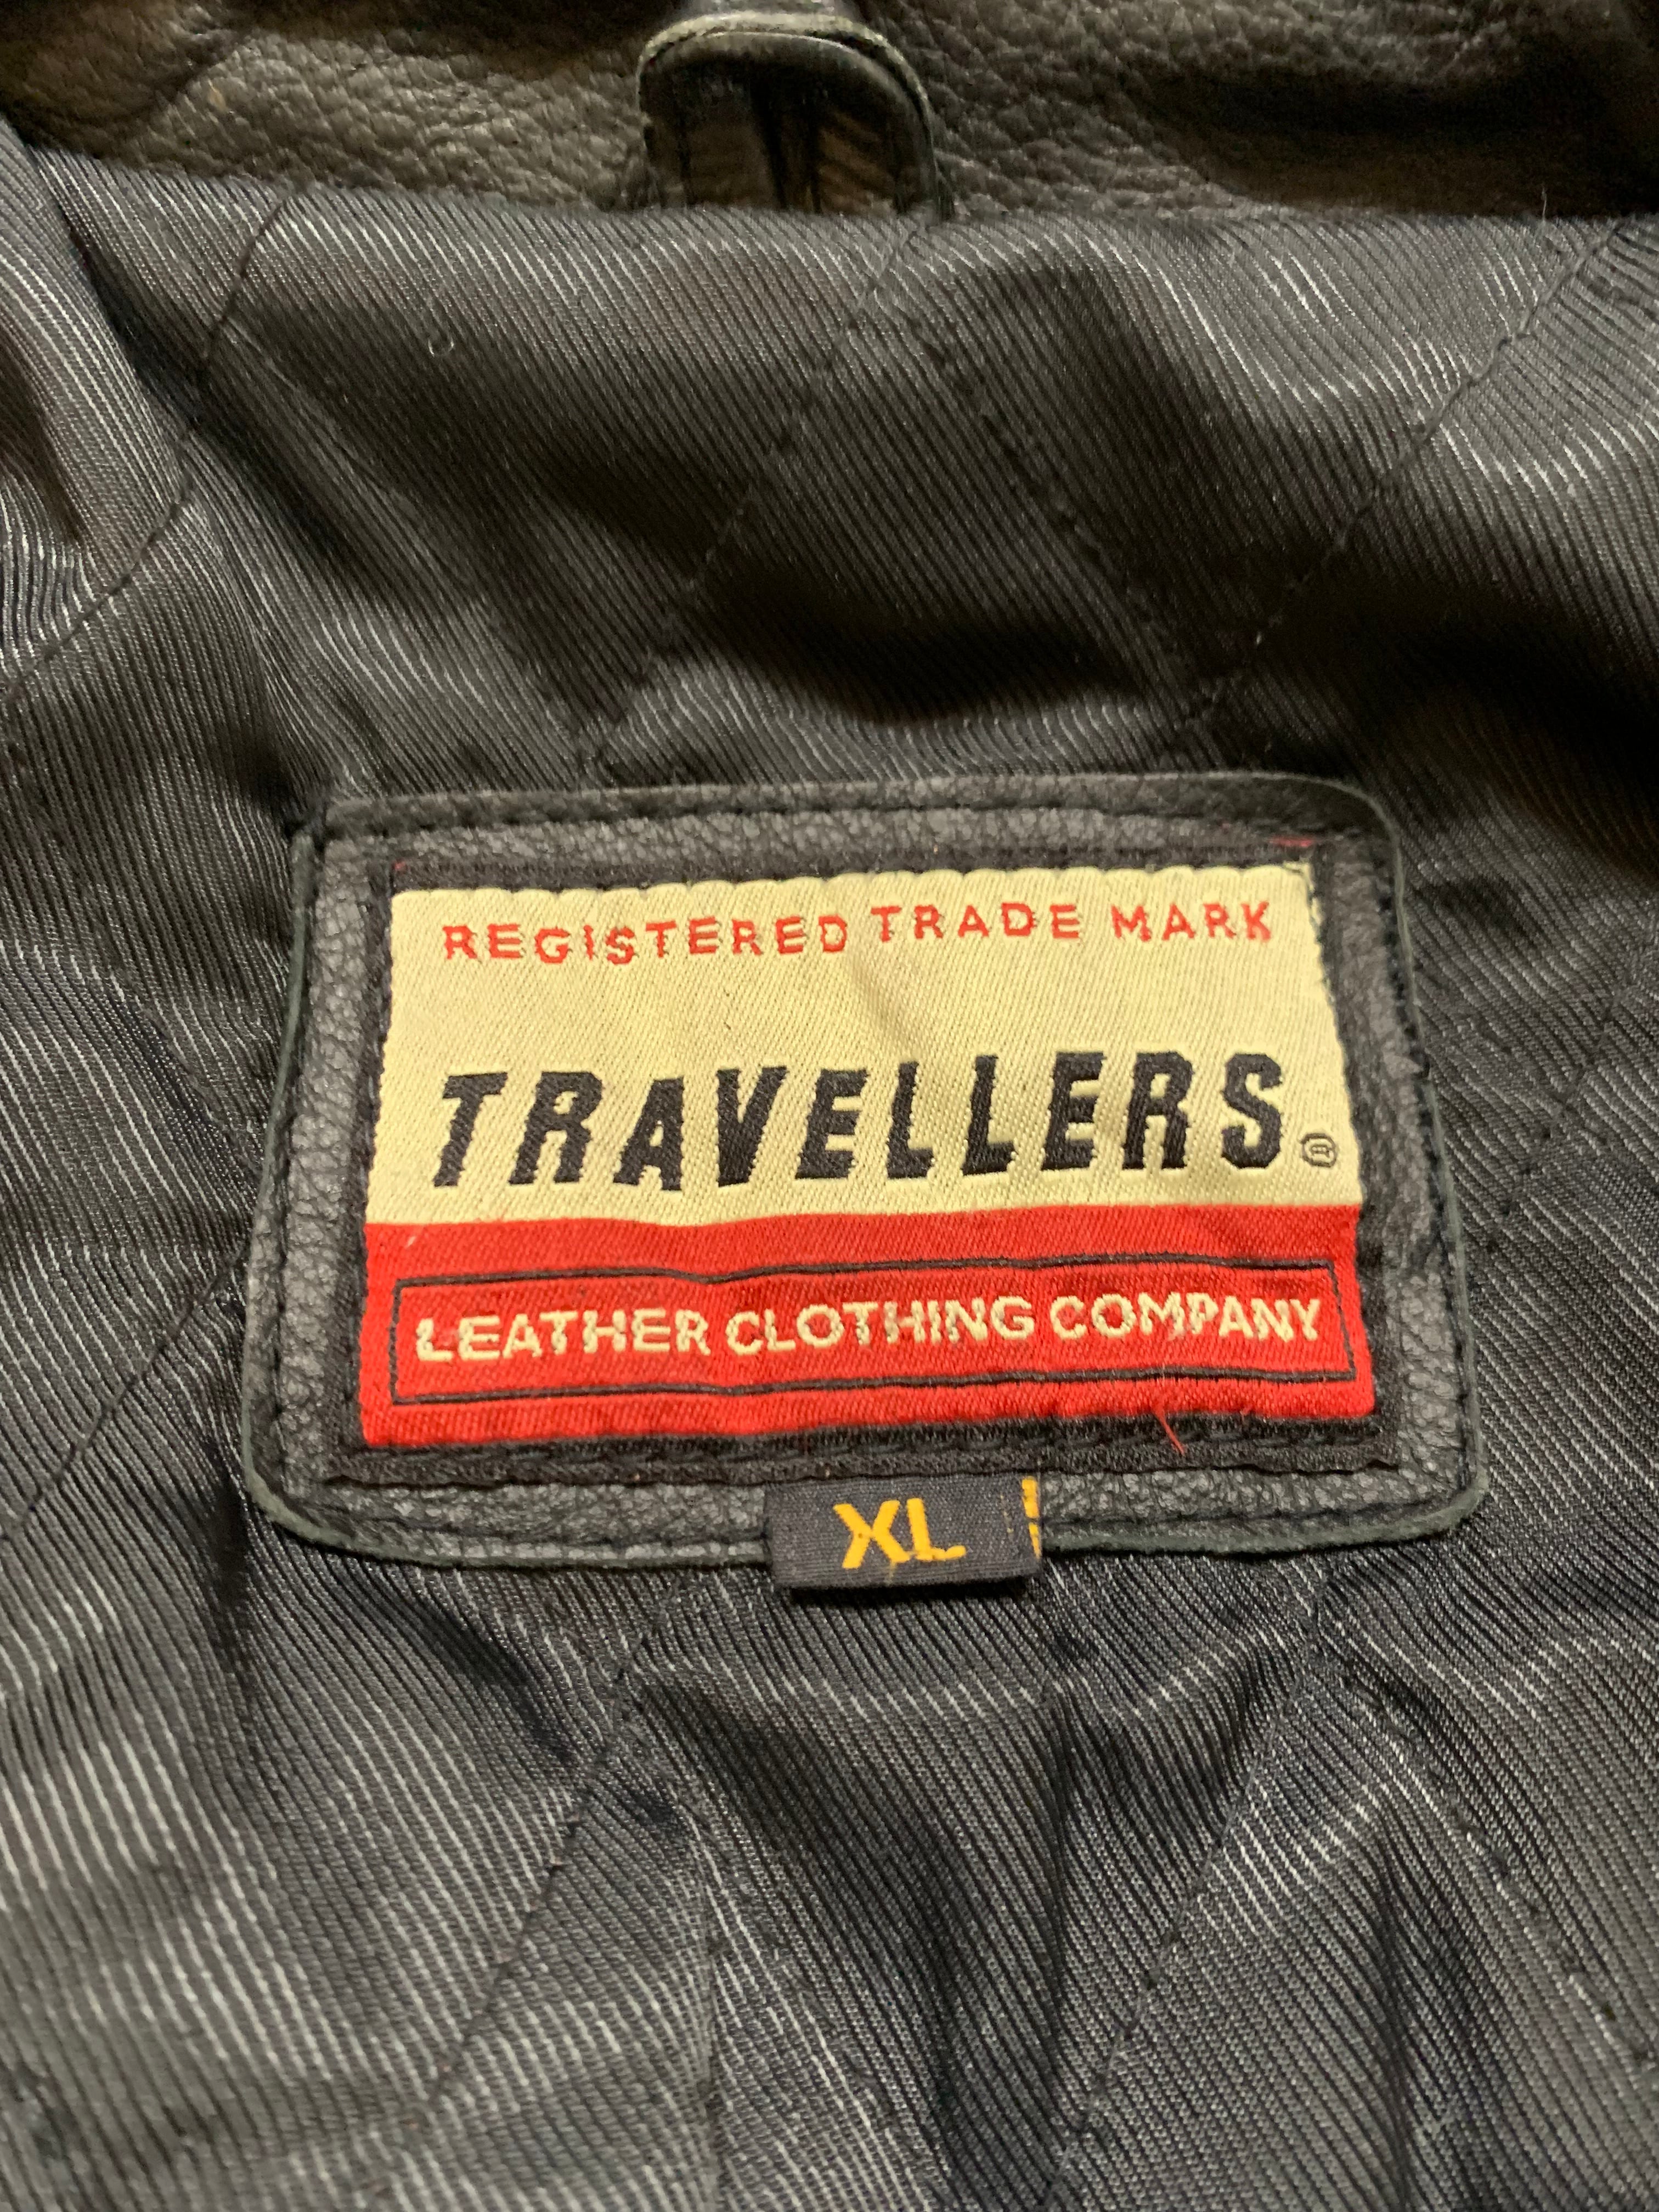 REGISTERED TRADE MARK
TRAVELLERS®
LEATHER CLOTHING COMPANY
XL